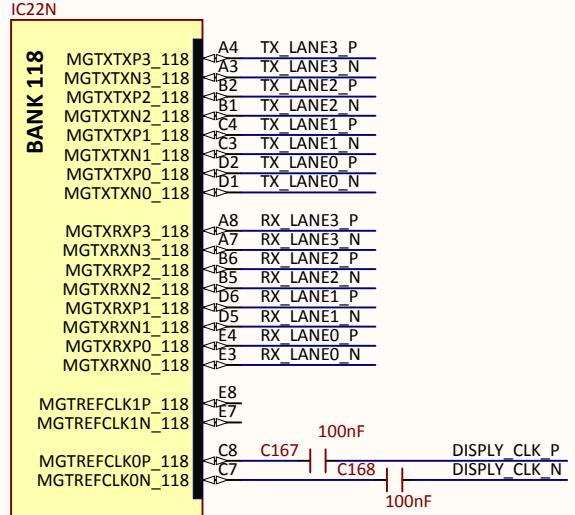 IC22N
BANK 118
MGTXTXP3_118 A4 TX_LANE3_P
MGTXTXN3_118 A3 TX_LANE3_N
MGTXTXP2_118 B2 TX_LANE2_P
MGTXTXN2_118 B1 TX_LANE2_N
MGTXTXP1_118 C4 TX_LANE1_P
MGTXTXN1_118 C3 TX_LANE1_N
MGTXTXP0_118 D2 TX_LANE0_P
MGTXTXN0_118 D1 TX_LANE0_N
MGTXRXP3_118 A8 RX_LANE3_P
MGTXRXN3_118 A7 RX_LANE3_N
MGTXRXP2_118 B6 RX_LANE2_P
MGTXRXN2_118 B5 RX_LANE2_N
MGTXRXP1_118 D6 RX_LANE1_P
MGTXRXN1_118 D5 RX_LANE1_N
MGTXRXP0_118 E4 RX_LANE0_P
MGTXRXN0_118 E3 RX_LANE0_N
MGTREFCLK1P_118 E8
MGTREFCLK1N_118 E7
100nF
MGTREFCLK0P_118 C8 C167 DISPLY_CLK_P
MGTREFCLK0N_118 C7 C168 DISPLY_CLK_N
100nF